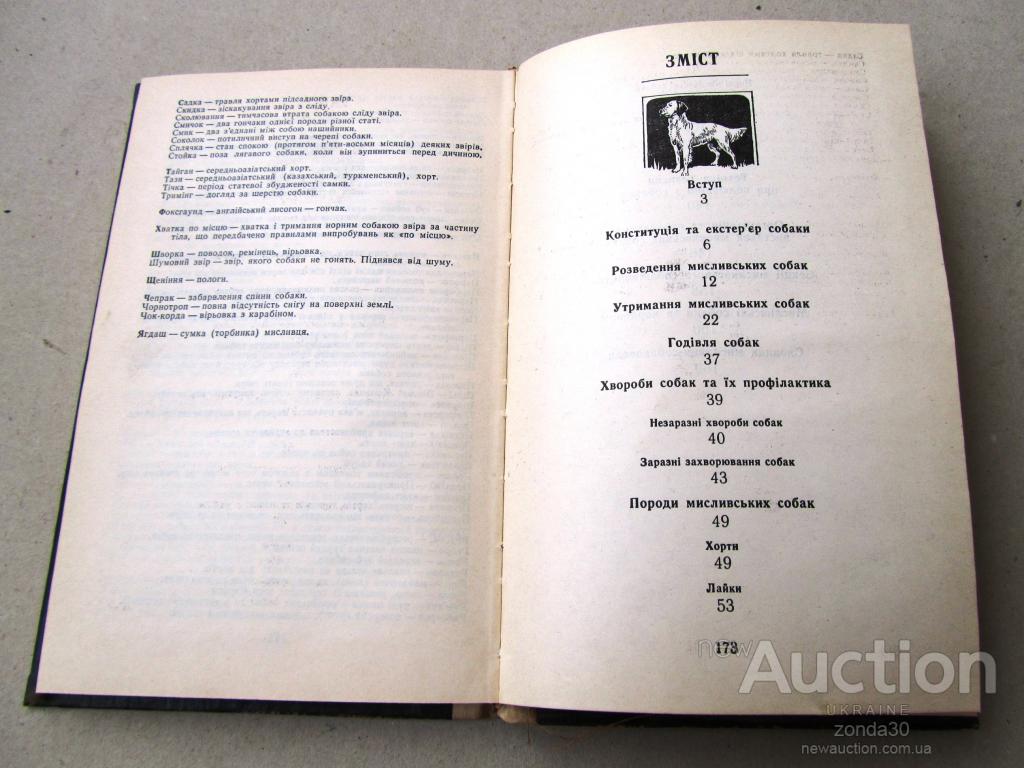 Садка — травля хортами підсадного звіра.
Скидка — зіскакування звіра з сліду.
Сколювання — тимчасова втрата собакою сліду звіра.
Смичок — два гончаки однієї породи різної статі.
Смик — два з'єднані між собою нашийники.
Соколок — потиличний виступ на черепі собаки.
Сплячка — стан спокою (протягом п'яти-восьми місяців) деяких звірів.
Стойка — поза лягавого собаки, коли він зупиниться перед дичиною.
Тайган — середньоазіатський хорт.
Тази — середньоазіатський (казахський, туркменський), хорт.
Тічка — період статевої збудженості самки.
Тримінг — догляд за шерстю собаки.
Фоксгаунд — англійський лисогон — гончак.
Хватка по місцю — хватка і тримання норним собакою звіра за частину
тіла, що передбачено правилами випробувань як «по місцю».
Шворка — поводок, ремінець, вірьовка.
Шумовий звір — звір, якого собаки не гонять. Піднявся від шуму.
Щеніння — пологи.
Чепрак — забарвлення спини собаки.
Чорнотроп — повна відсутність снігу на поверхні землі.
Чок-корда — вірьовка з карабіном.
Ягдаш — сумка (торбинка) мисливця.
ЗМІСТ
Вступ
3
Конституція та екстер'єр собаки
6
Розведення мисливських собак
12
Утримання мисливських собак
22
Годівля собак
37
Хвороби собак та їх профілактика
39
Незаразні хвороби собак
40
Заразні захворювання собак
43
Породи мисливських собак
49
Хорти
49
Лайки
53
173
newAuction
UKRAINE
zonda30
newauction.com.ua